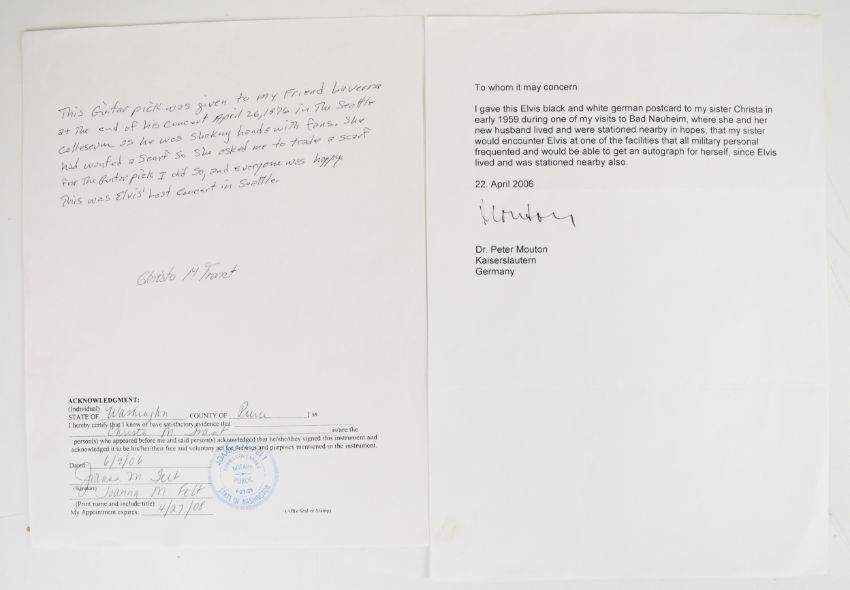 This Guitar pick was given to my Friend Laverna
at The end of his Concert April 26, 1976 in The Seattle
Colleseum as he was Shaking hands with fans. She
had wanted a Scarf So She asked me to trade a scarf
for The Guitar pick I did So, and everyone was happy
This was Elvis' Last Concert in Seattle.
Christa M Trant
ACKNOWLEDGMENT:
(Individual)
STATE OF Washington COUNTY OF Pierce ] ss.
I hereby certify that I know or have satisfactory evidence that
Christa M Trant is/are the
person(s) who appeared before me and said person(s) acknowledged that he/she/they signed this instrument and
acknowledged it to be his/her/their free and voluntary act for the uses and purposes mentioned in the instrument.
Dated 6/9/06
Joanna M Felt
(Signature)
Joanna M Felt
(Print name and include title)
My Appointment expires: 4/27/08
NOTARY
PUBLIC
STATE OF WASHINGTON
(Affix Seal or Stamp)
To whom it may concern
I gave this Elvis black and white german postcard to my sister Christa in
early 1959 during one of my visits to Bad Nauheim, where she and her
new husband lived and were stationed nearby in hopes, that my sister
would encounter Elvis at one of the facilities that all military personal
frequented and would be able to get an autograph for herself, since Elvis
lived and was stationed nearby also.
22. April 2006
Mouton
Dr. Peter Mouton
Kaiserslautern
Germany